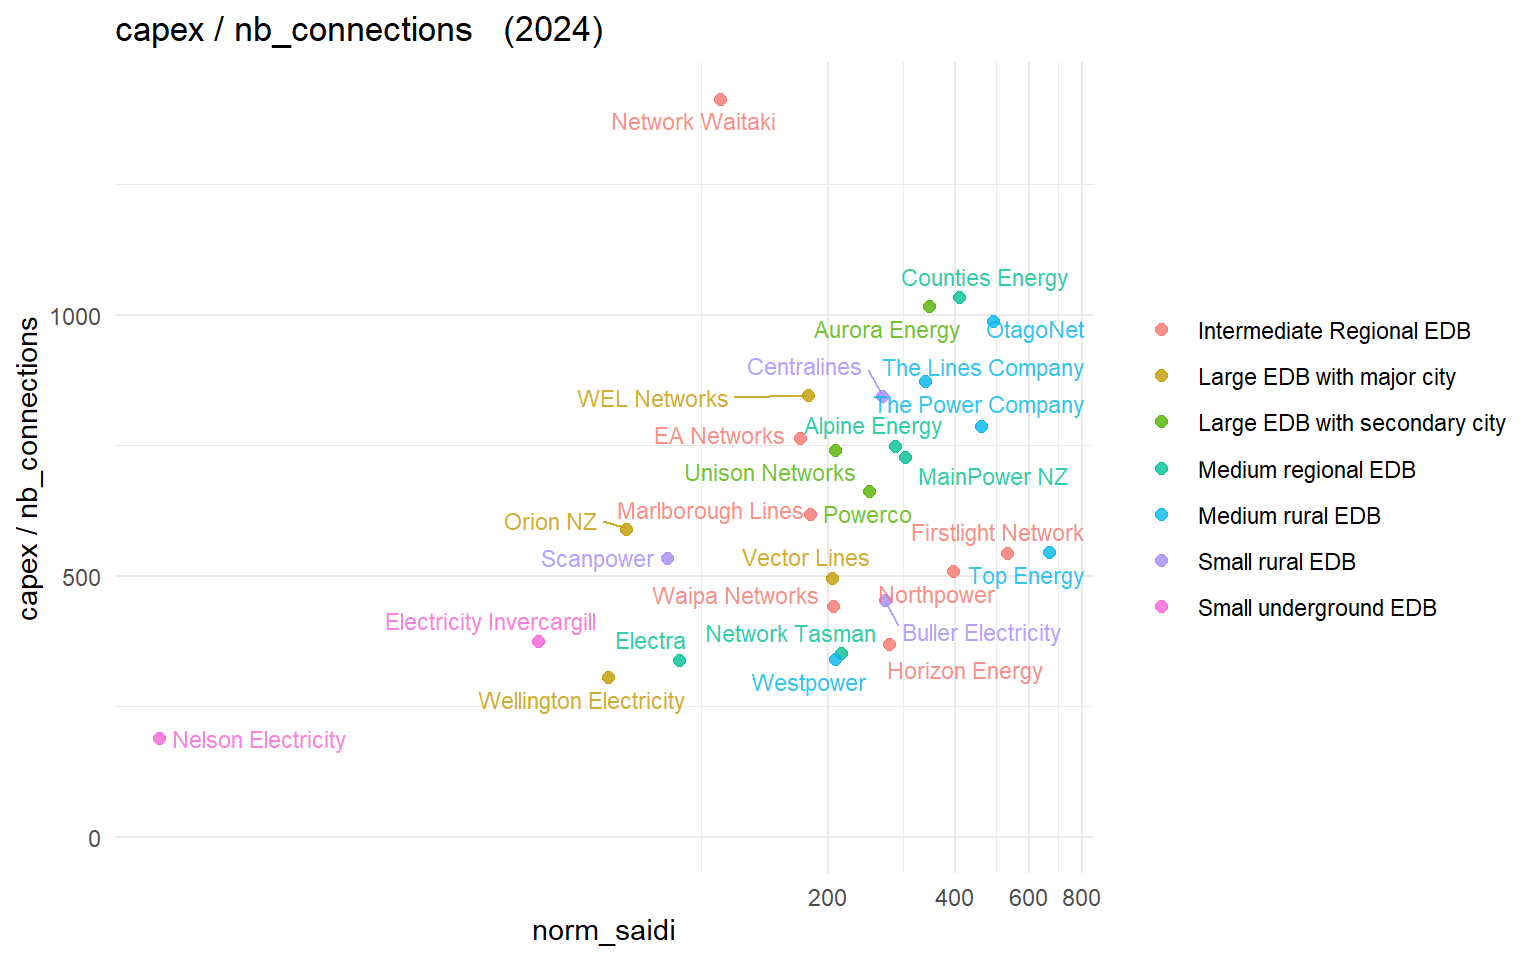 capex / nb_connections (2024)
Network Waitaki
Counties Energy
Aurora Energy
OtagoNet
Centralines
The Lines Company
WEL Networks
The Power Company
Alpine Energy
EA Networks
Unison Networks
MainPower NZ
Marlborough Lines
Powerco
Orion NZ
Firstlight Network
Scanpower
Vector Lines
Top Energy
Waipa Networks
Northpower
Electricity Invercargill
Electra
Network Tasman
Buller Electricity
Horizon Energy
Westpower
Wellington Electricity
Nelson Electricity
1000
500
0
capex / nb_connections
200
400
600
800
norm_saidi
Intermediate Regional EDB
Large EDB with major city
Large EDB with secondary city
Medium regional EDB
Medium rural EDB
Small rural EDB
Small underground EDB